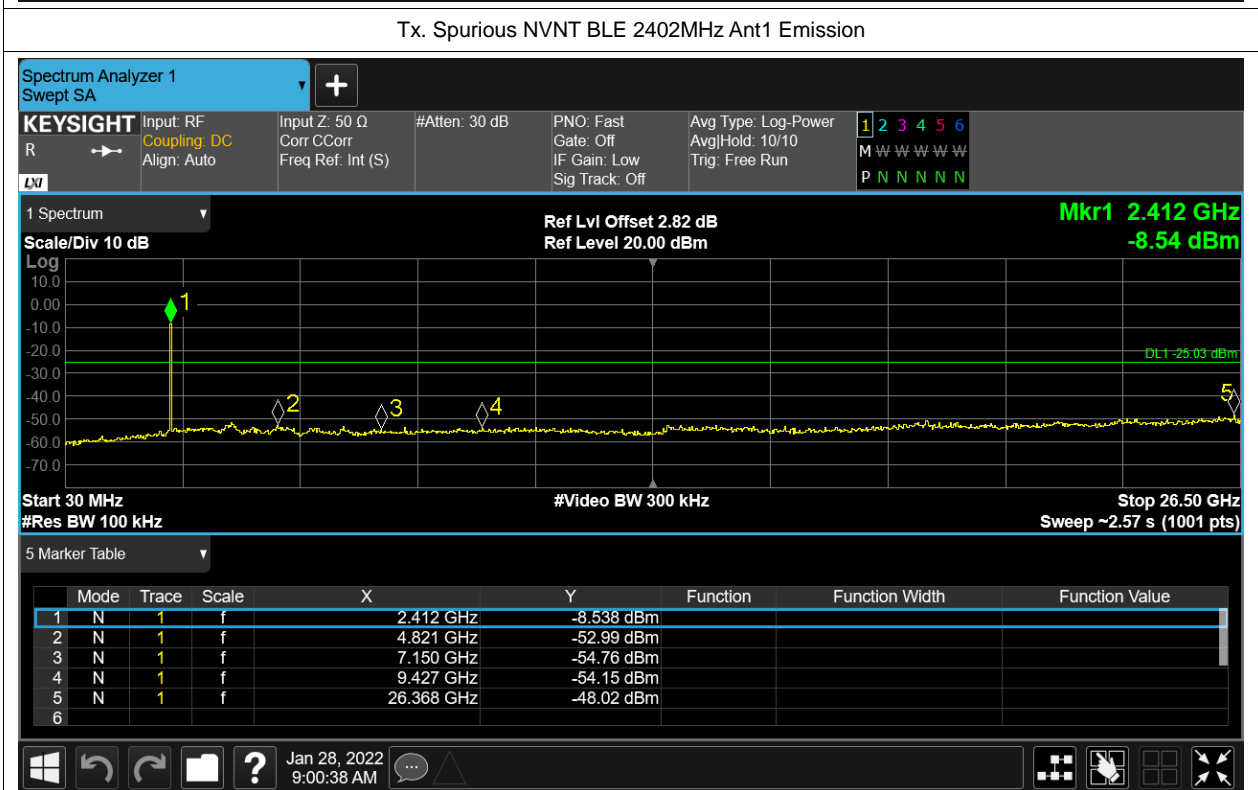 Tx. Spurious NVNT BLE 2402MHz Ant1 Emission
Spectrum Analyzer 1
Swept SA
+
KEYSIGHT
R
LXI
Input: RF
Coupling: DC
Align: Auto
Input Z: 50 Ω
Corr CCorr
Freq Ref: Int (S)
#Atten: 30 dB
PNO: Fast
Gate: Off
IF Gain: Low
Sig Track: Off
Avg Type: Log-Power
Avg|Hold: 10/10
Trig: Free Run
1 2 3 4 5 6
M W W W W W
P N N N N N
1 Spectrum
Scale/Div 10 dB
Ref Lvl Offset 2.82 dB
Ref Level 20.00 dBm
Mkr1 2.412 GHz
-8.54 dBm
Log
10.0
0.00
-10.0
-20.0
-30.0
-40.0
-50.0
-60.0
-70.0
1
2
3
4
5
DL1 -25.03 dBm
Start 30 MHz
#Res BW 100 kHz
#Video BW 300 kHz
Stop 26.50 GHz
Sweep ~2.57 s (1001 pts)
5 Marker Table
Mode Trace Scale X Y Function Function Width Function Value
1 N 1 f 2.412 GHz -8.538 dBm
2 N 1 f 4.821 GHz -52.99 dBm
3 N 1 f 7.150 GHz -54.76 dBm
4 N 1 f 9.427 GHz -54.15 dBm
5 N 1 f 26.368 GHz -48.02 dBm
6
?
Jan 28, 2022
9:00:38 AM